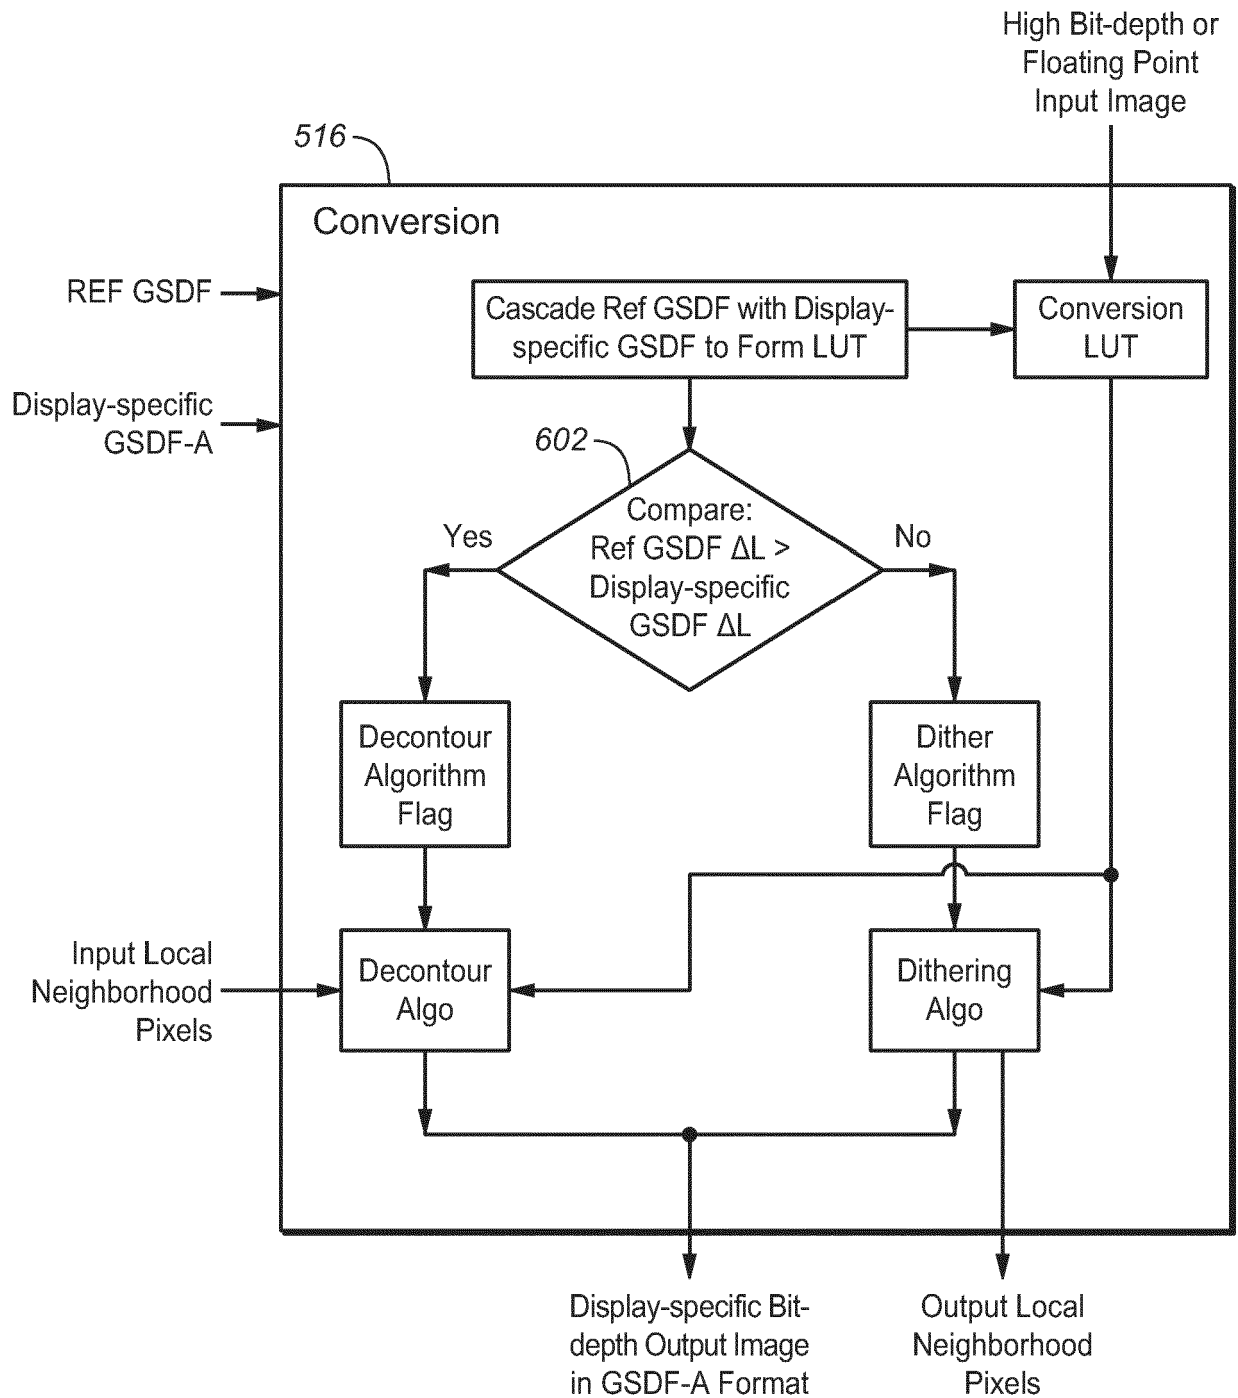 High Bit-depth or
Floating Point
Input Image
516
Conversion
REF GSDF
Cascade Ref GSDF with Display-
specific GSDF to Form LUT
Conversion
LUT
Display-specific
GSDF-A
602
Compare:
Ref GSDF ΔL >
Display-specific
GSDF ΔL
Yes
No
Decontour
Algorithm
Flag
Dither
Algorithm
Flag
Input Local
Neighborhood
Pixels
Decontour
Algo
Dithering
Algo
Display-specific Bit-
depth Output Image
in GSDF-A Format
Output Local
Neighborhood
Pixels